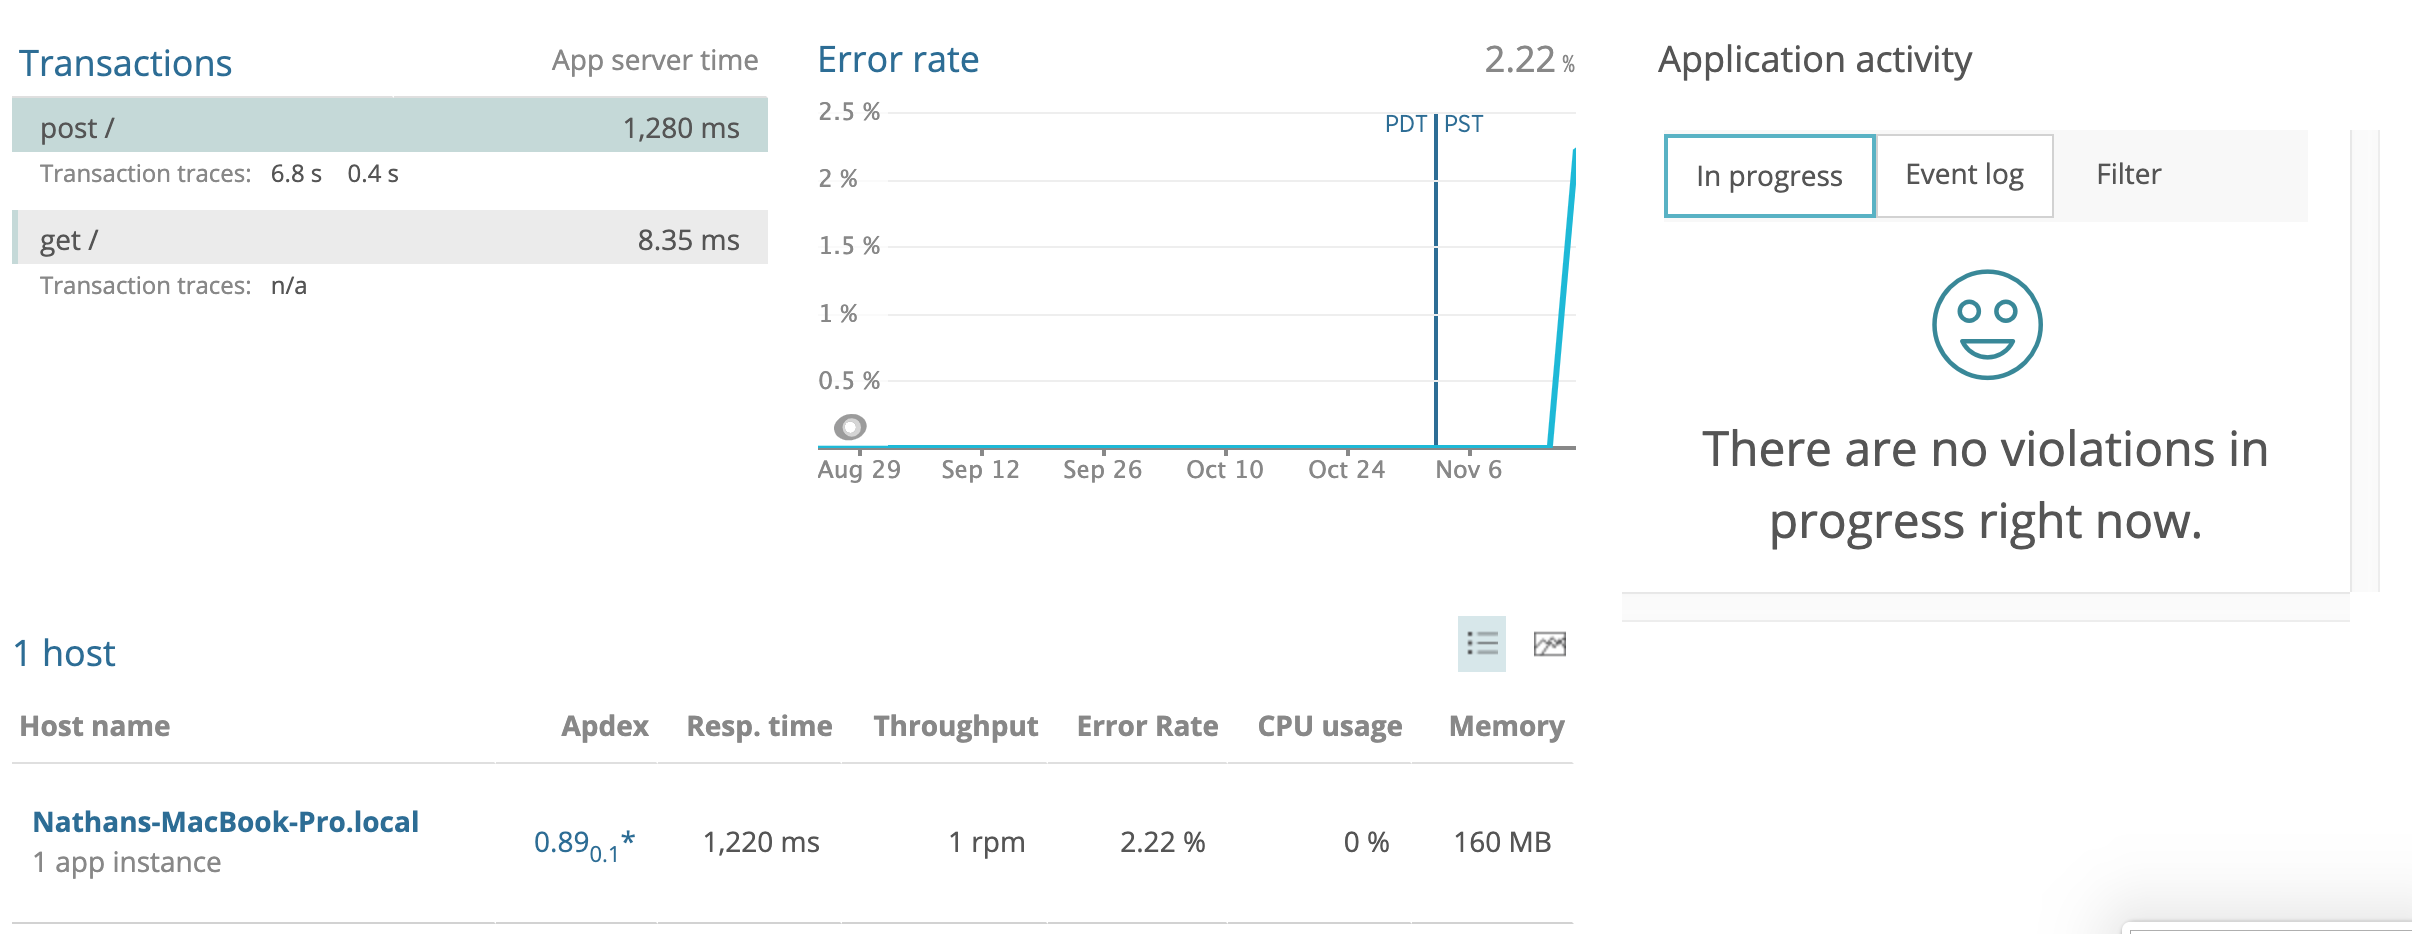 Transactions
App server time
post /
1,280 ms
Transaction traces: 6.8 s 0.4 s
get /
8.35 ms
Transaction traces: n/a
Error rate
2.22 %
2.5 %
2 %
1.5 %
1 %
0.5 %
PDT PST
Aug 29 Sep 12 Sep 26 Oct 10 Oct 24 Nov 6
Application activity
In progress Event log Filter
There are no violations in
progress right now.
1 host
Host name Apdex Resp. time Throughput Error Rate CPU usage Memory
Nathans-MacBook-Pro.local
1 app instance
0.89 0.1* 1,220 ms 1 rpm 2.22 % 0 % 160 MB